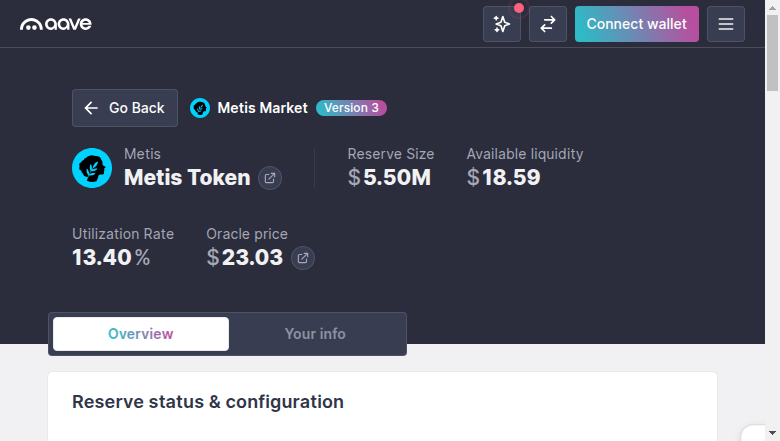 aave
Connect wallet
Go Back
Metis Market
Version 3
Metis
Metis Token
Reserve Size
$5.50M
Available liquidity
$18.59
Utilization Rate
13.40%
Oracle price
$23.03
Overview
Your info
Reserve status & configuration